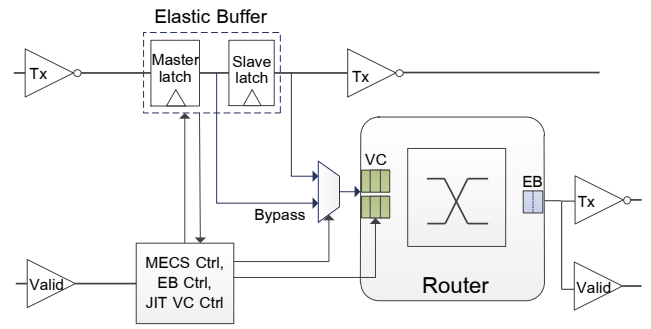 Elastic Buffer
Tx
Master
latch
Slave
latch
Tx
VC
EB
Tx
Bypass
Valid
MECS Ctrl,
EB Ctrl,
JIT VC Ctrl
Router
Valid